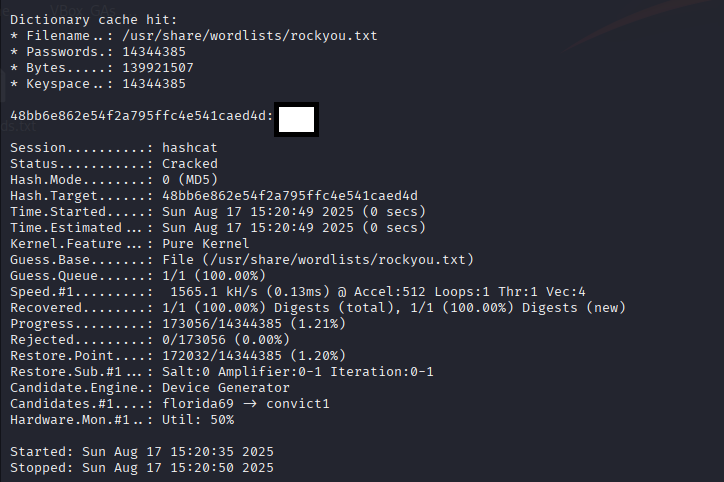 Dictionary cache hit:
* Filename..: /usr/share/wordlists/rockyou.txt
* Passwords.: 14344385
* Bytes.....: 139921507
* Keyspace..: 14344385
48bb6e862e54f2a795ffc4e541caed4d:
Session..........: hashcat
Status...........: Cracked
Hash.Mode........: 0 (MD5)
Hash.Target......: 48bb6e862e54f2a795ffc4e541caed4d
Time.Started.....: Sun Aug 17 15:20:49 2025 (0 secs)
Time.Estimated...: Sun Aug 17 15:20:49 2025 (0 secs)
Kernel.Feature...: Pure Kernel
Guess.Base.......: File (/usr/share/wordlists/rockyou.txt)
Guess.Queue......: 1/1 (100.00%)
Speed.#1.........:  1565.1 kH/s (0.13ms) @ Accel:512 Loops:1 Thr:1 Vec:4
Recovered........: 1/1 (100.00%) Digests (total), 1/1 (100.00%) Digests (new)
Progress.........: 173056/14344385 (1.21%)
Rejected.........: 0/173056 (0.00%)
Restore.Point....: 172032/14344385 (1.20%)
Restore.Sub.#1...: Salt:0 Amplifier:0-1 Iteration:0-1
Candidate.Engine.: Device Generator
Candidates.#1....: florida69 -> convict1
Hardware.Mon.#1..: Util: 50%
Started: Sun Aug 17 15:20:35 2025
Stopped: Sun Aug 17 15:20:50 2025